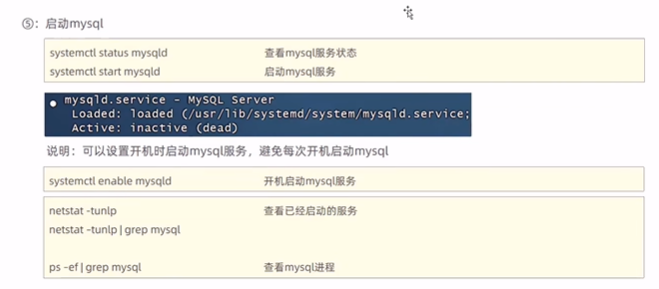 ⑤：启动mysql
systemctl status mysqld 查看mysql服务状态
systemctl start mysqld 启动mysql服务
● mysqld.service - MySQL Server
Loaded: loaded (/usr/lib/systemd/system/mysqld.service;
Active: inactive (dead)
说明：可以设置开机时启动mysql服务，避免每次开机启动mysql
systemctl enable mysqld 开机启动mysql服务
netstat -tunlp 查看已经启动的服务
netstat -tunlp | grep mysql
ps –ef | grep mysql 查看mysql进程